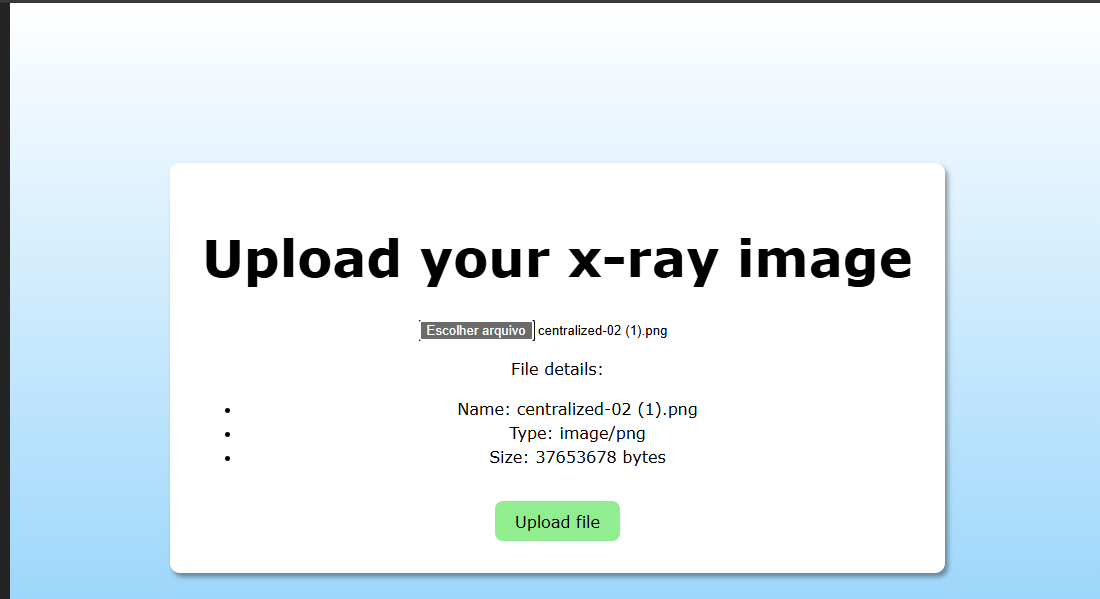 Upload your x-ray image
Escolher arquivo centralized-02 (1).png
File details:
Name: centralized-02 (1).png
Type: image/png
Size: 37653678 bytes
Upload file